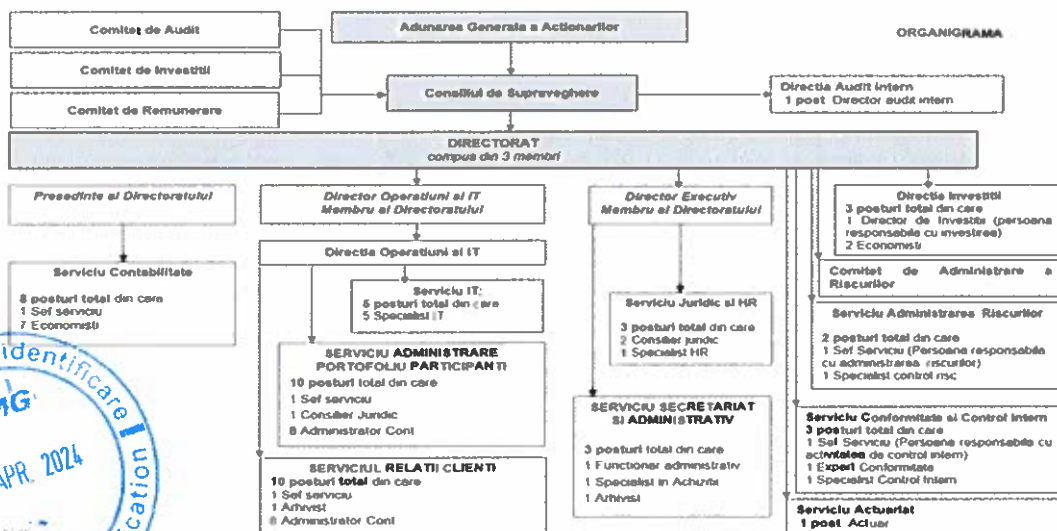 Comitet de Audit
Comitet de Investitii
Comitet de Remunerare
Adunarea Generala a Actionarilor
ORGANIGRAMA
Consiliul de Supraveghere
Directia Audit intern
1 post Director audit intern
DIRECTORAT
compus din 3 membri
Presedinte al Directoratului
Serviciu Contabilitate
8 posturi total din care
1 Sef serviciu
7 Economisti
Director Operatiuni si IT
Membru al Directoratului
Directia Operatiuni si IT
Serviciu IT:
5 posturi total din care
5 Specialist IT
SERVICIU ADMINISTRARE
PORTOFOLIU PARTICIPANTI
10 posturi total din care
1 Sef serviciu
1 Consilier Juridic
8 Administrator Cont
SERVICIUL RELATII CLIENTI
10 posturi total din care
1 Sef serviciu
1 Arhivist
8 Administrator Cont
Director Executiv
Membru al Directoratului
Serviciu Juridic si HR
3 posturi total din care
2 Consilier juridic
1 Specialist HR
SERVICIU SECRETARIAT
SI ADMINISTRATIV
3 posturi total din care
1 Functionar administrativ
1 Specialist in Achizitii
1 Arhivist
Directia Investitii
3 posturi total din care
1 Director de Investitii (persoana
responsabila cu investirea)
2 Economisti
Comitet de Administrare a
Riscurilor
Serviciu Administrarea Riscurilor
2 posturi total din care
1 Sef Serviciu (Persoana responsabila
cu administrarea riscurilor)
1 Specialist control risc
Serviciu Conformitate si Control Intern
3 posturi total din care
1 Sef Serviciu (Persoana responsabila cu
activitatea de control intern)
1 Expert Conformitate
1 Specialist Control Intern
Serviciu Actuariat
1 post Actuar
APR. 2024